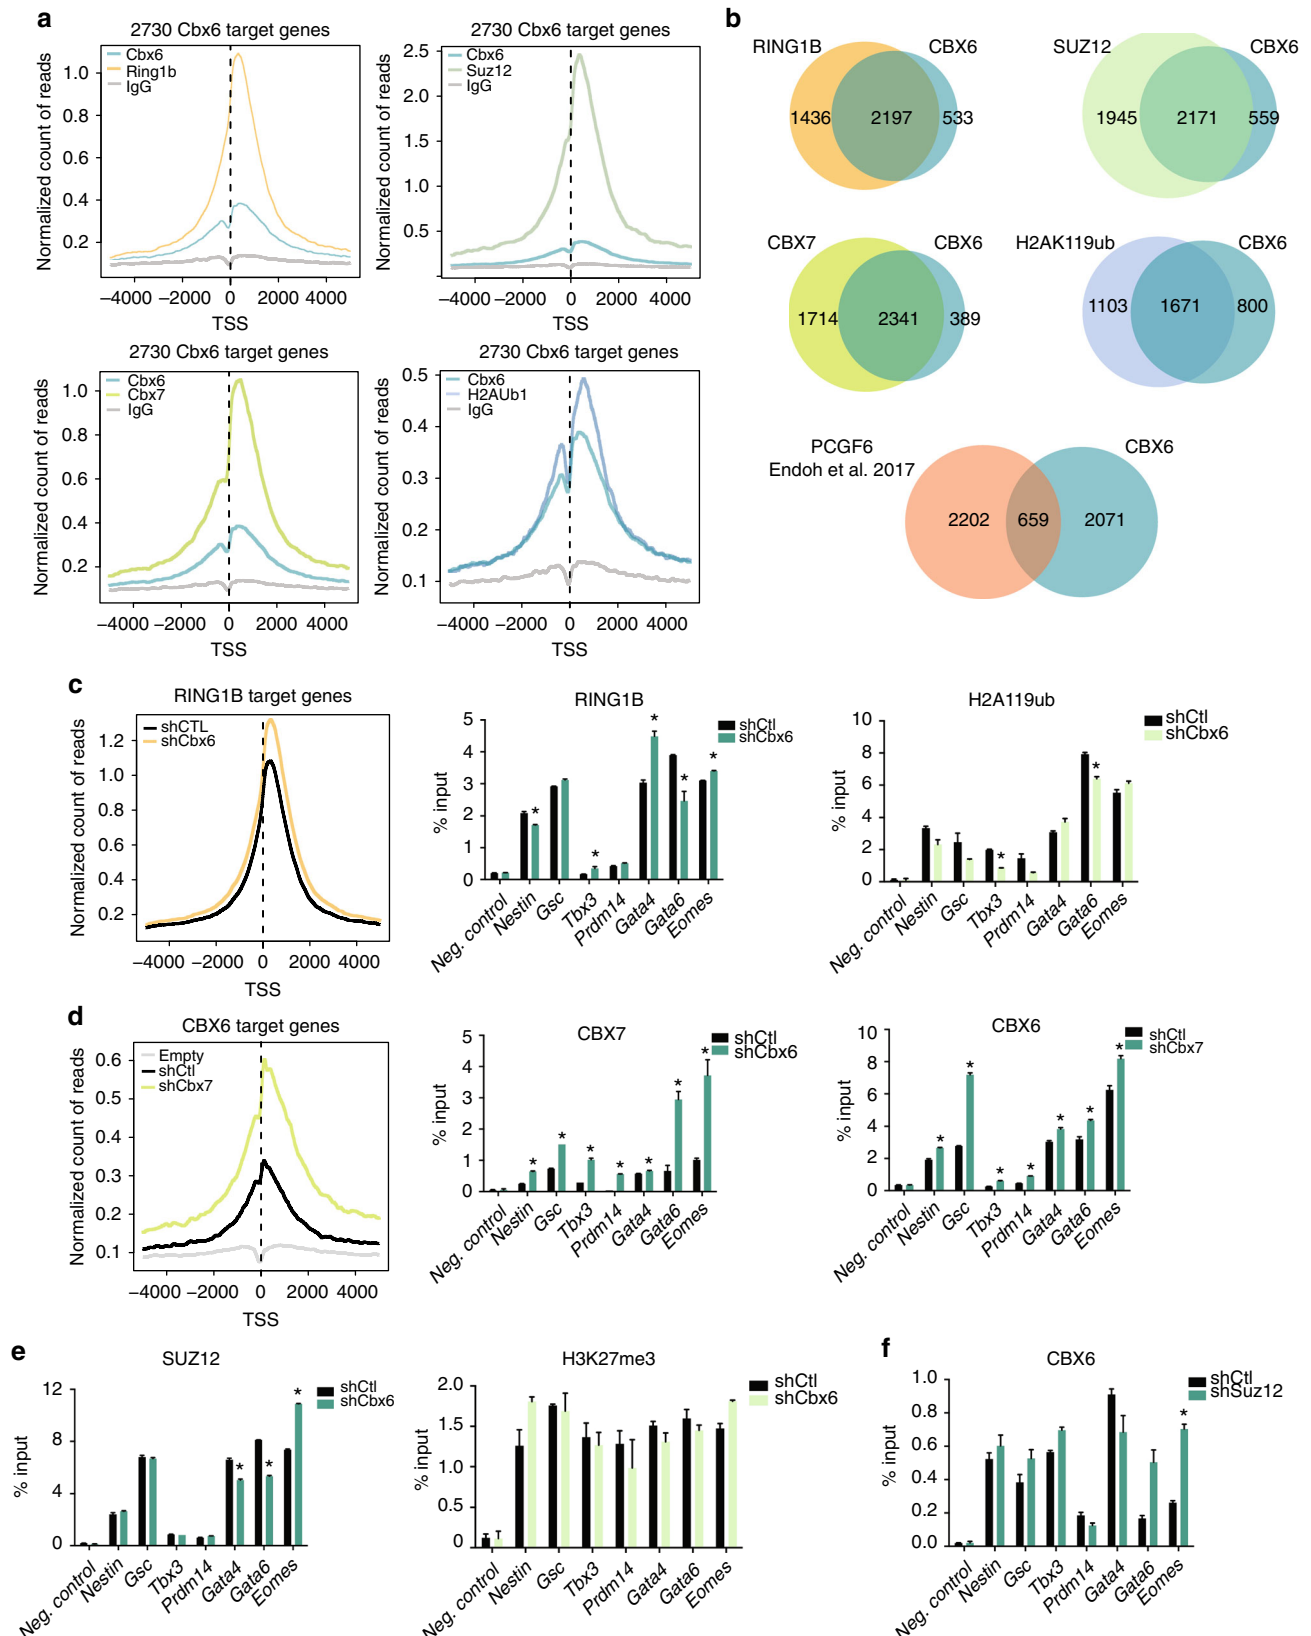 a
2730 Cbx6 target genes
Cbx6
Ring1b
IgG
Normalized count of reads
1.0
0.8
0.6
0.4
0.2
−4000 −2000 0 2000 4000
TSS
2730 Cbx6 target genes
Cbx6
Suz12
IgG
Normalized count of reads
2.5
2.0
1.5
1.0
0.5
−4000 −2000 0 2000 4000
TSS
2730 Cbx6 target genes
Cbx6
Cbx7
IgG
Normalized count of reads
1.0
0.8
0.6
0.4
0.2
−4000 −2000 0 2000 4000
TSS
2730 Cbx6 target genes
Cbx6
H2AUb1
IgG
Normalized count of reads
0.5
0.4
0.3
0.2
0.1
−4000 −2000 0 2000 4000
TSS
b
RING1B CBX6
1436 2197 533
SUZ12 CBX6
1945 2171 559
CBX7 CBX6
1714 2341 389
H2AK119ub CBX6
1103 1671 800
PCGF6
Endoh et al. 2017
CBX6
2202 659 2071
c
RING1B target genes
shCTL
shCbx6
Normalized count of reads
1.2
1.0
0.8
0.6
0.4
0.2
−4000 −2000 0 2000 4000
TSS
RING1B
shCtl
shCbx6
% input
5
4
3
2
1
0
* * * * *
Neg. control
Nestin
Gsc
Tbx3
Prdm14
Gata4
Gata6
Eomes
H2A119ub
shCtl
shCbx6
% input
10
8
6
4
2
0
* *
Neg. control
Nestin
Gsc
Tbx3
Prdm14
Gata4
Gata6
Eomes
d
CBX6 target genes
Empty
shCtl
shCbx7
Normalized count of reads
0.6
0.5
0.4
0.3
0.2
0.1
−4000 −2000 0 2000 4000
TSS
CBX7
shCtl
shCbx6
% input
5
4
3
2
1
0
* * * * * * *
Neg. control
Nestin
Gsc
Tbx3
Prdm14
Gata4
Gata6
Eomes
CBX6
shCtl
shCbx7
% input
10
8
6
4
2
0
* * * * * * *
Neg. control
Nestin
Gsc
Tbx3
Prdm14
Gata4
Gata6
Eomes
e
SUZ12
shCtl
shCbx6
% input
12
8
4
0
* * *
Neg. control
Nestin
Gsc
Tbx3
Prdm14
Gata4
Gata6
Eomes
H3K27me3
shCtl
shCbx6
% input
2.0
1.5
1.0
0.5
0
Neg. control
Nestin
Gsc
Tbx3
Prdm14
Gata4
Gata6
Eomes
f
CBX6
shCtl
shSuz12
% input
1.0
0.8
0.6
0.4
0.2
0
*
Neg. control
Nestin
Gsc
Tbx3
Prdm14
Gata4
Gata6
Eomes